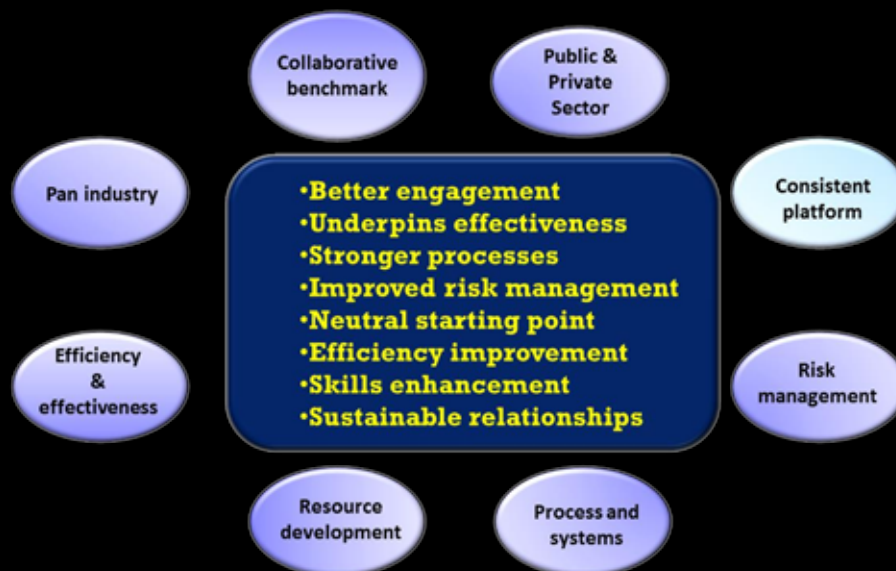 Collaborative
benchmark
Public &
Private
Sector
Pan industry
Consistent
platform
•Better engagement
•Underpins effectiveness
•Stronger processes
•Improved risk management
•Neutral starting point
•Efficiency improvement
•Skills enhancement
•Sustainable relationships
Efficiency
&
effectiveness
Risk
management
Resource
development
Process and
systems